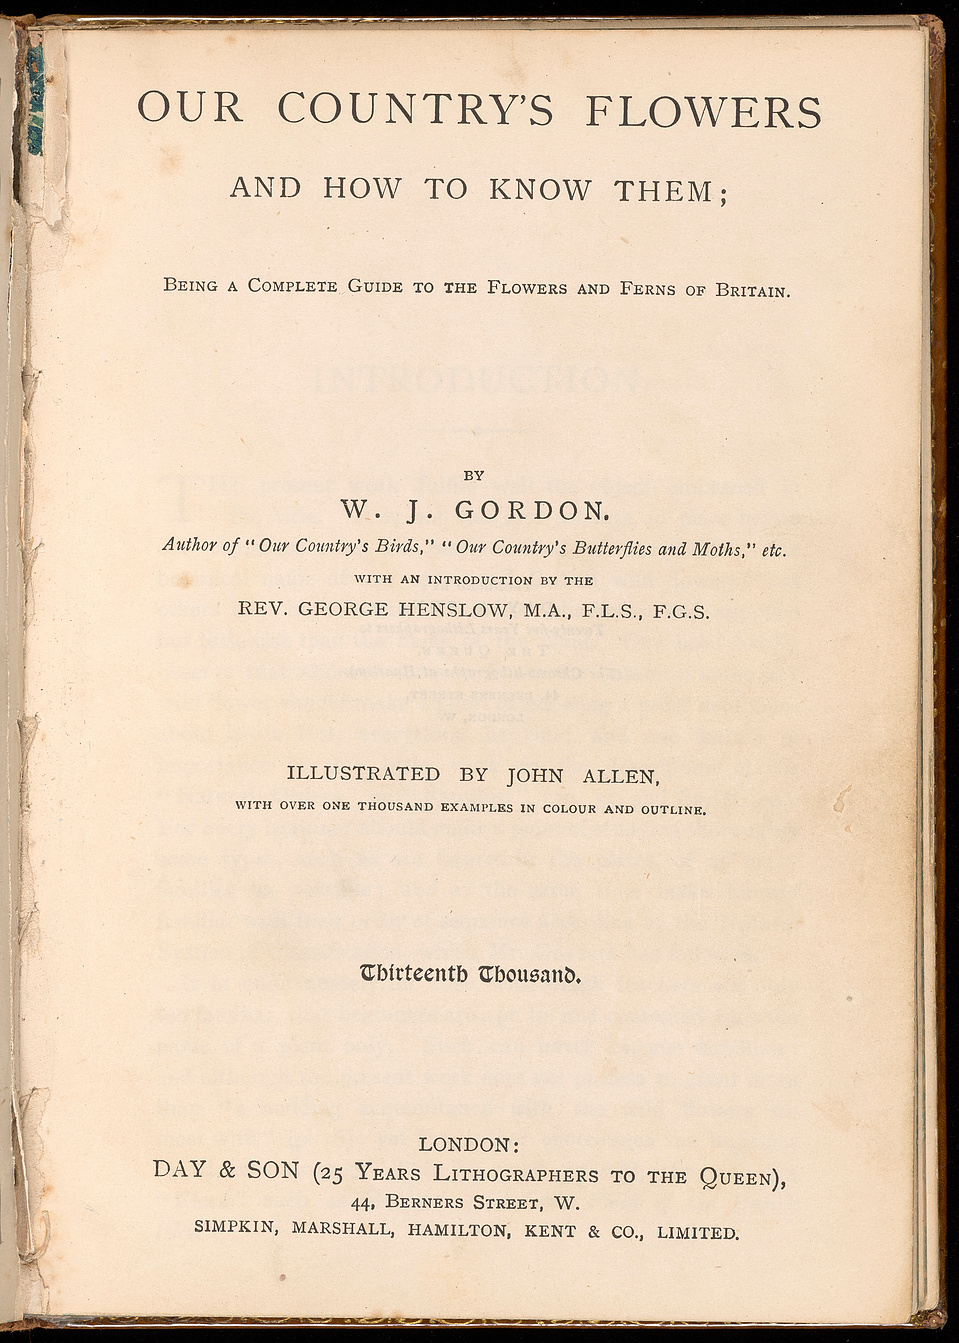 OUR COUNTRY'S FLOWERS
AND HOW TO KNOW THEM;
BEING A COMPLETE GUIDE TO THE FLOWERS AND FERNS OF BRITAIN.
BY
W. J. GORDON.
Author of "Our Country's Birds," "Our Country's Butterflies and Moths," etc.
WITH AN INTRODUCTION BY THE
REV. GEORGE HENSLOW, M.A., F.L.S., F.G.S.
ILLUSTRATED BY JOHN ALLEN,
WITH OVER ONE THOUSAND EXAMPLES IN COLOUR AND OUTLINE.
Thirteenth Thousand.
LONDON:
DAY & SON (25 YEARS LITHOGRAPHERS TO THE QUEEN),
44, BERNERS STREET, W.
SIMPKIN, MARSHALL, HAMILTON, KENT & CO., LIMITED.